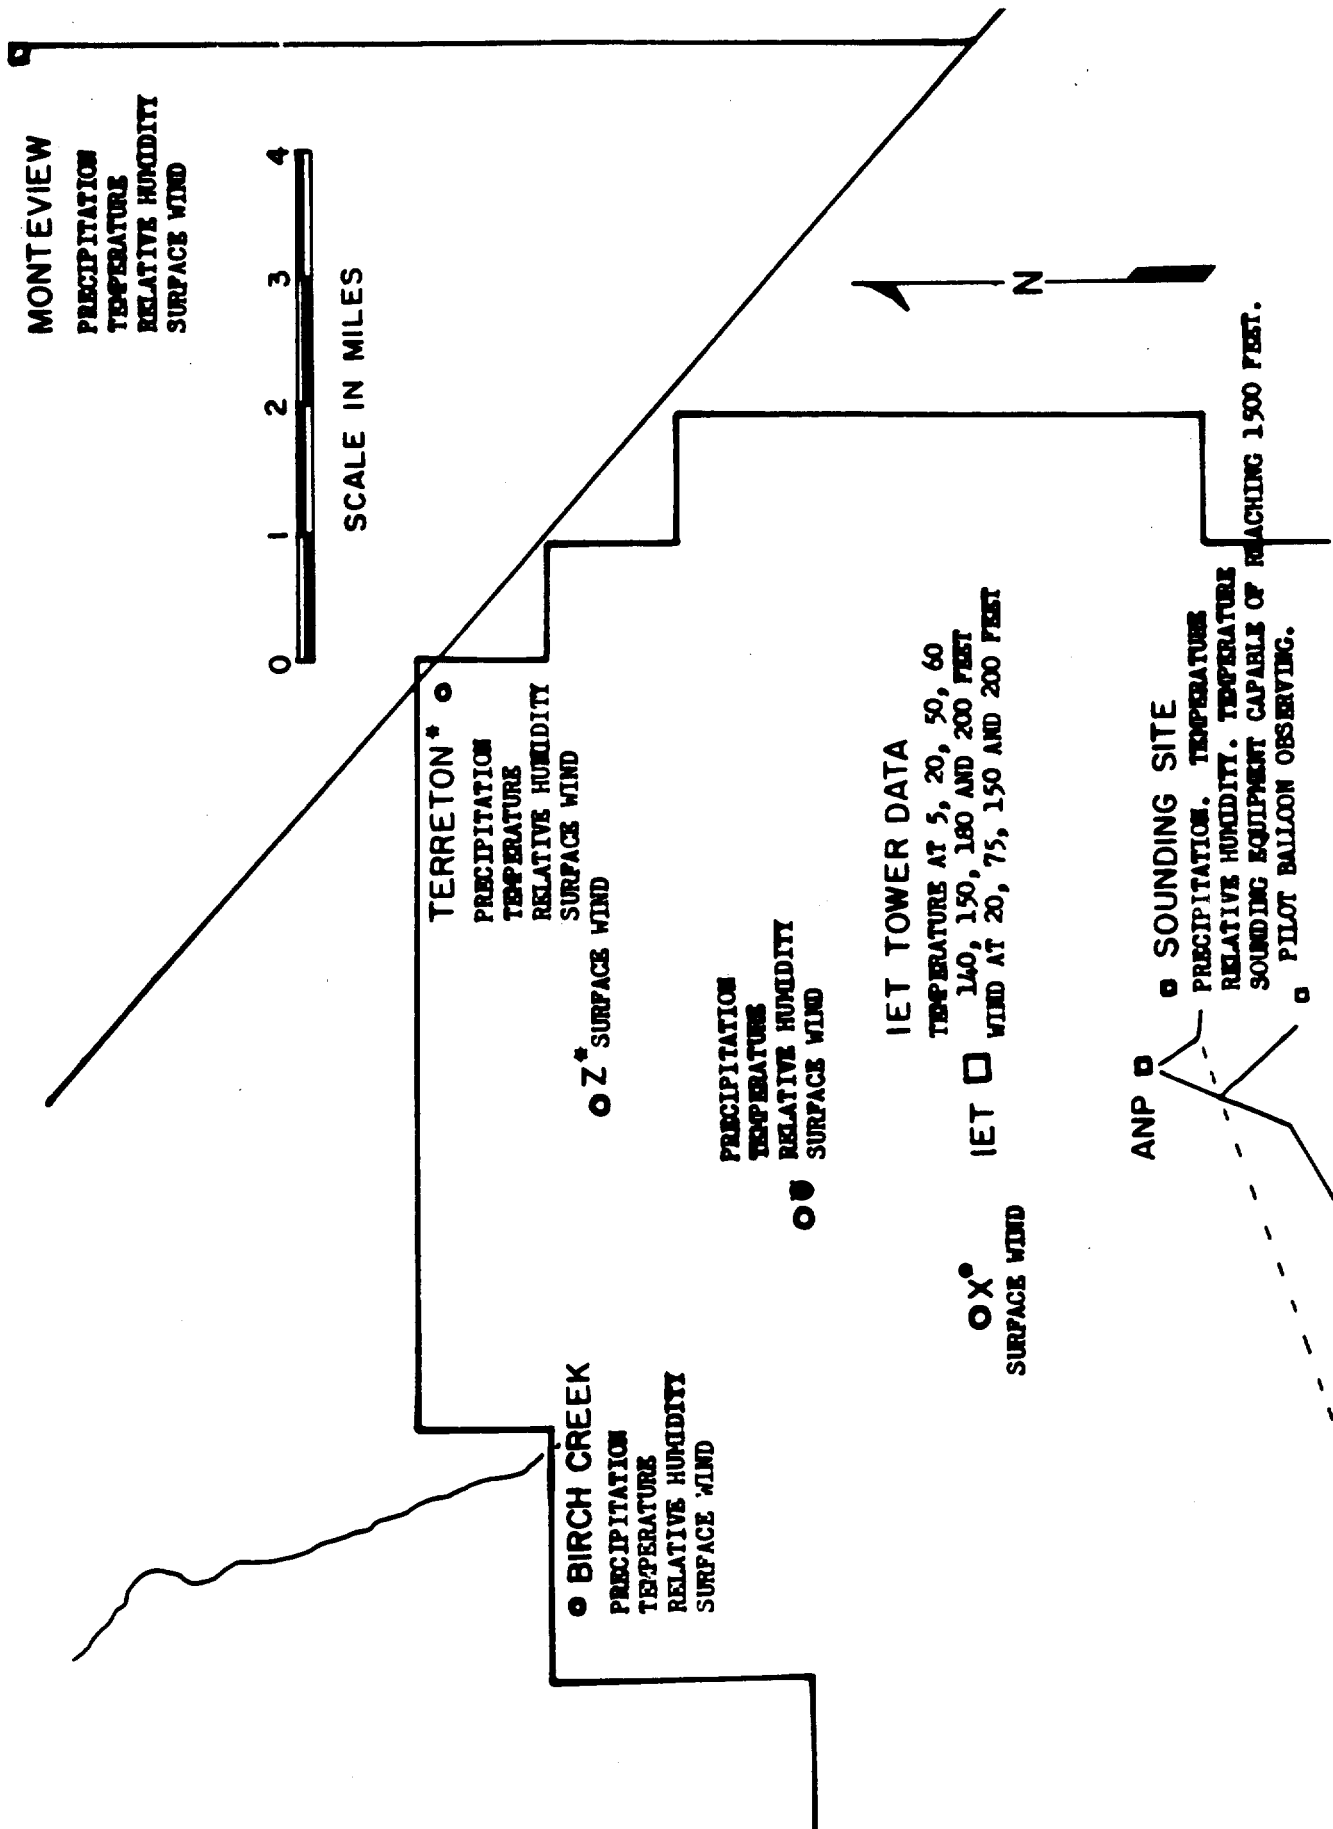 MONTEVIEW
PRECIPITATION
TEMPERATURE
RELATIVE HUMIDITY
SURFACE WIND
0 1 2 3 4
SCALE IN MILES
TERRETON*
PRECIPITATION
TEMPERATURE
RELATIVE HUMIDITY
SURFACE WIND
BIRCH CREEK
PRECIPITATION
TEMPERATURE
RELATIVE HUMIDITY
SURFACE WIND
Z*
SURFACE WIND
PRECIPITATION
TEMPERATURE
RELATIVE HUMIDITY
SURFACE WIND
N
IET TOWER DATA
TEMPERATURE AT 5, 20, 50, 60
140, 150, 180 AND 200 FEET
WIND AT 20, 75, 150 AND 200 FEET
IET
X*
SURFACE WIND
ANP
SOUNDING SITE
PRECIPITATION. TEMPERATURE
RELATIVE HUMIDITY. TEMPERATURE
SOUNDING EQUIPMENT CAPABLE OF REACHING 1500 FEET.
PILOT BALLOON OBSERVING.